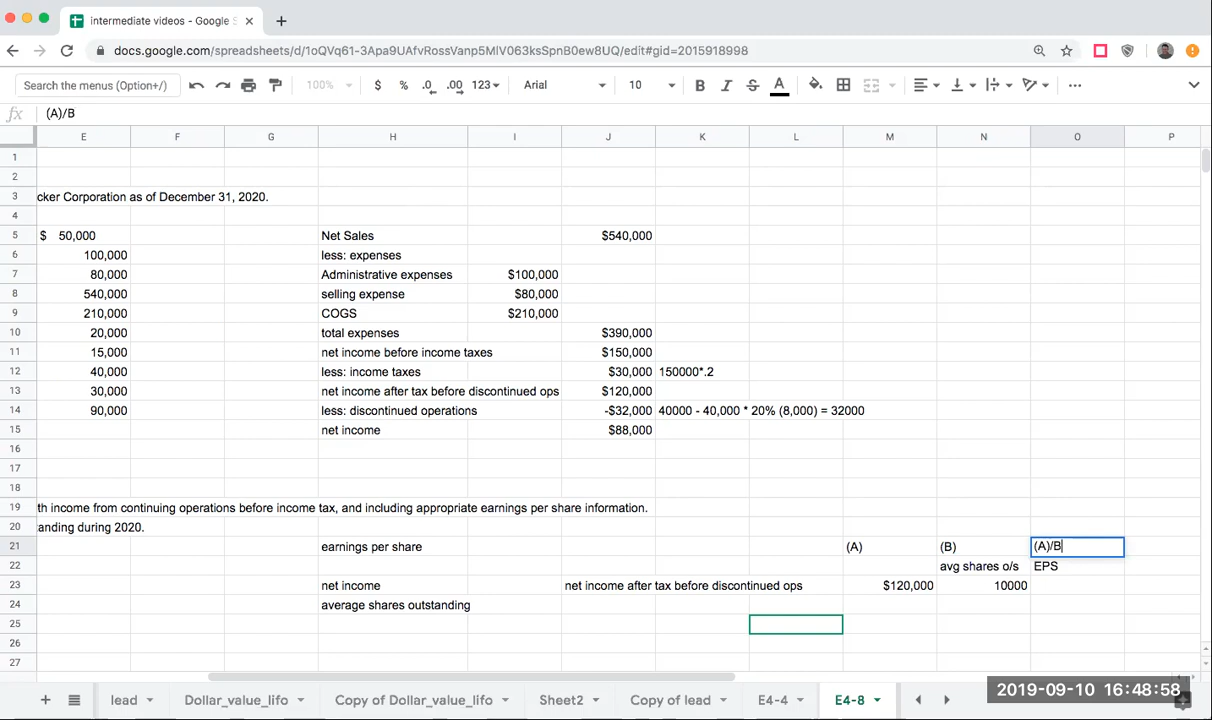 intermediate videos - Google S
docs.google.com/spreadsheets/d/1oQVq61-3Apa9UAfvRossVanp5MlV063ksSpnB0ew8UQ/edit#gid=2015918998
Search the menus (Option+/) 100% $ % .0 .00 123 Arial 10 B I S A
fx (A)/B
E F G H I J K L M N O P
1
2
3 cker Corporation as of December 31, 2020.
4
5 $ 50,000 Net Sales $540,000
6 100,000 less: expenses
7 80,000 Administrative expenses $100,000
8 540,000 selling expense $80,000
9 210,000 COGS $210,000
10 20,000 total expenses $390,000
11 15,000 net income before income taxes $150,000
12 40,000 less: income taxes $30,000 150000*.2
13 30,000 net income after tax before discontinued ops $120,000
14 90,000 less: discontinued operations -$32,000 40000 - 40,000 * 20% (8,000) = 32000
15 net income $88,000
16
17
18
19 th income from continuing operations before income tax, and including appropriate earnings per share information.
20 anding during 2020.
21 earnings per share (A) (B) (A)/B
22 avg shares o/s EPS
23 net income net income after tax before discontinued ops $120,000 10000
24 average shares outstanding
25
26
27
lead Dollar_value_lifo Copy of Dollar_value_lifo Sheet2 Copy of lead E4-4 E4-8
2019-09-10 16:48:58